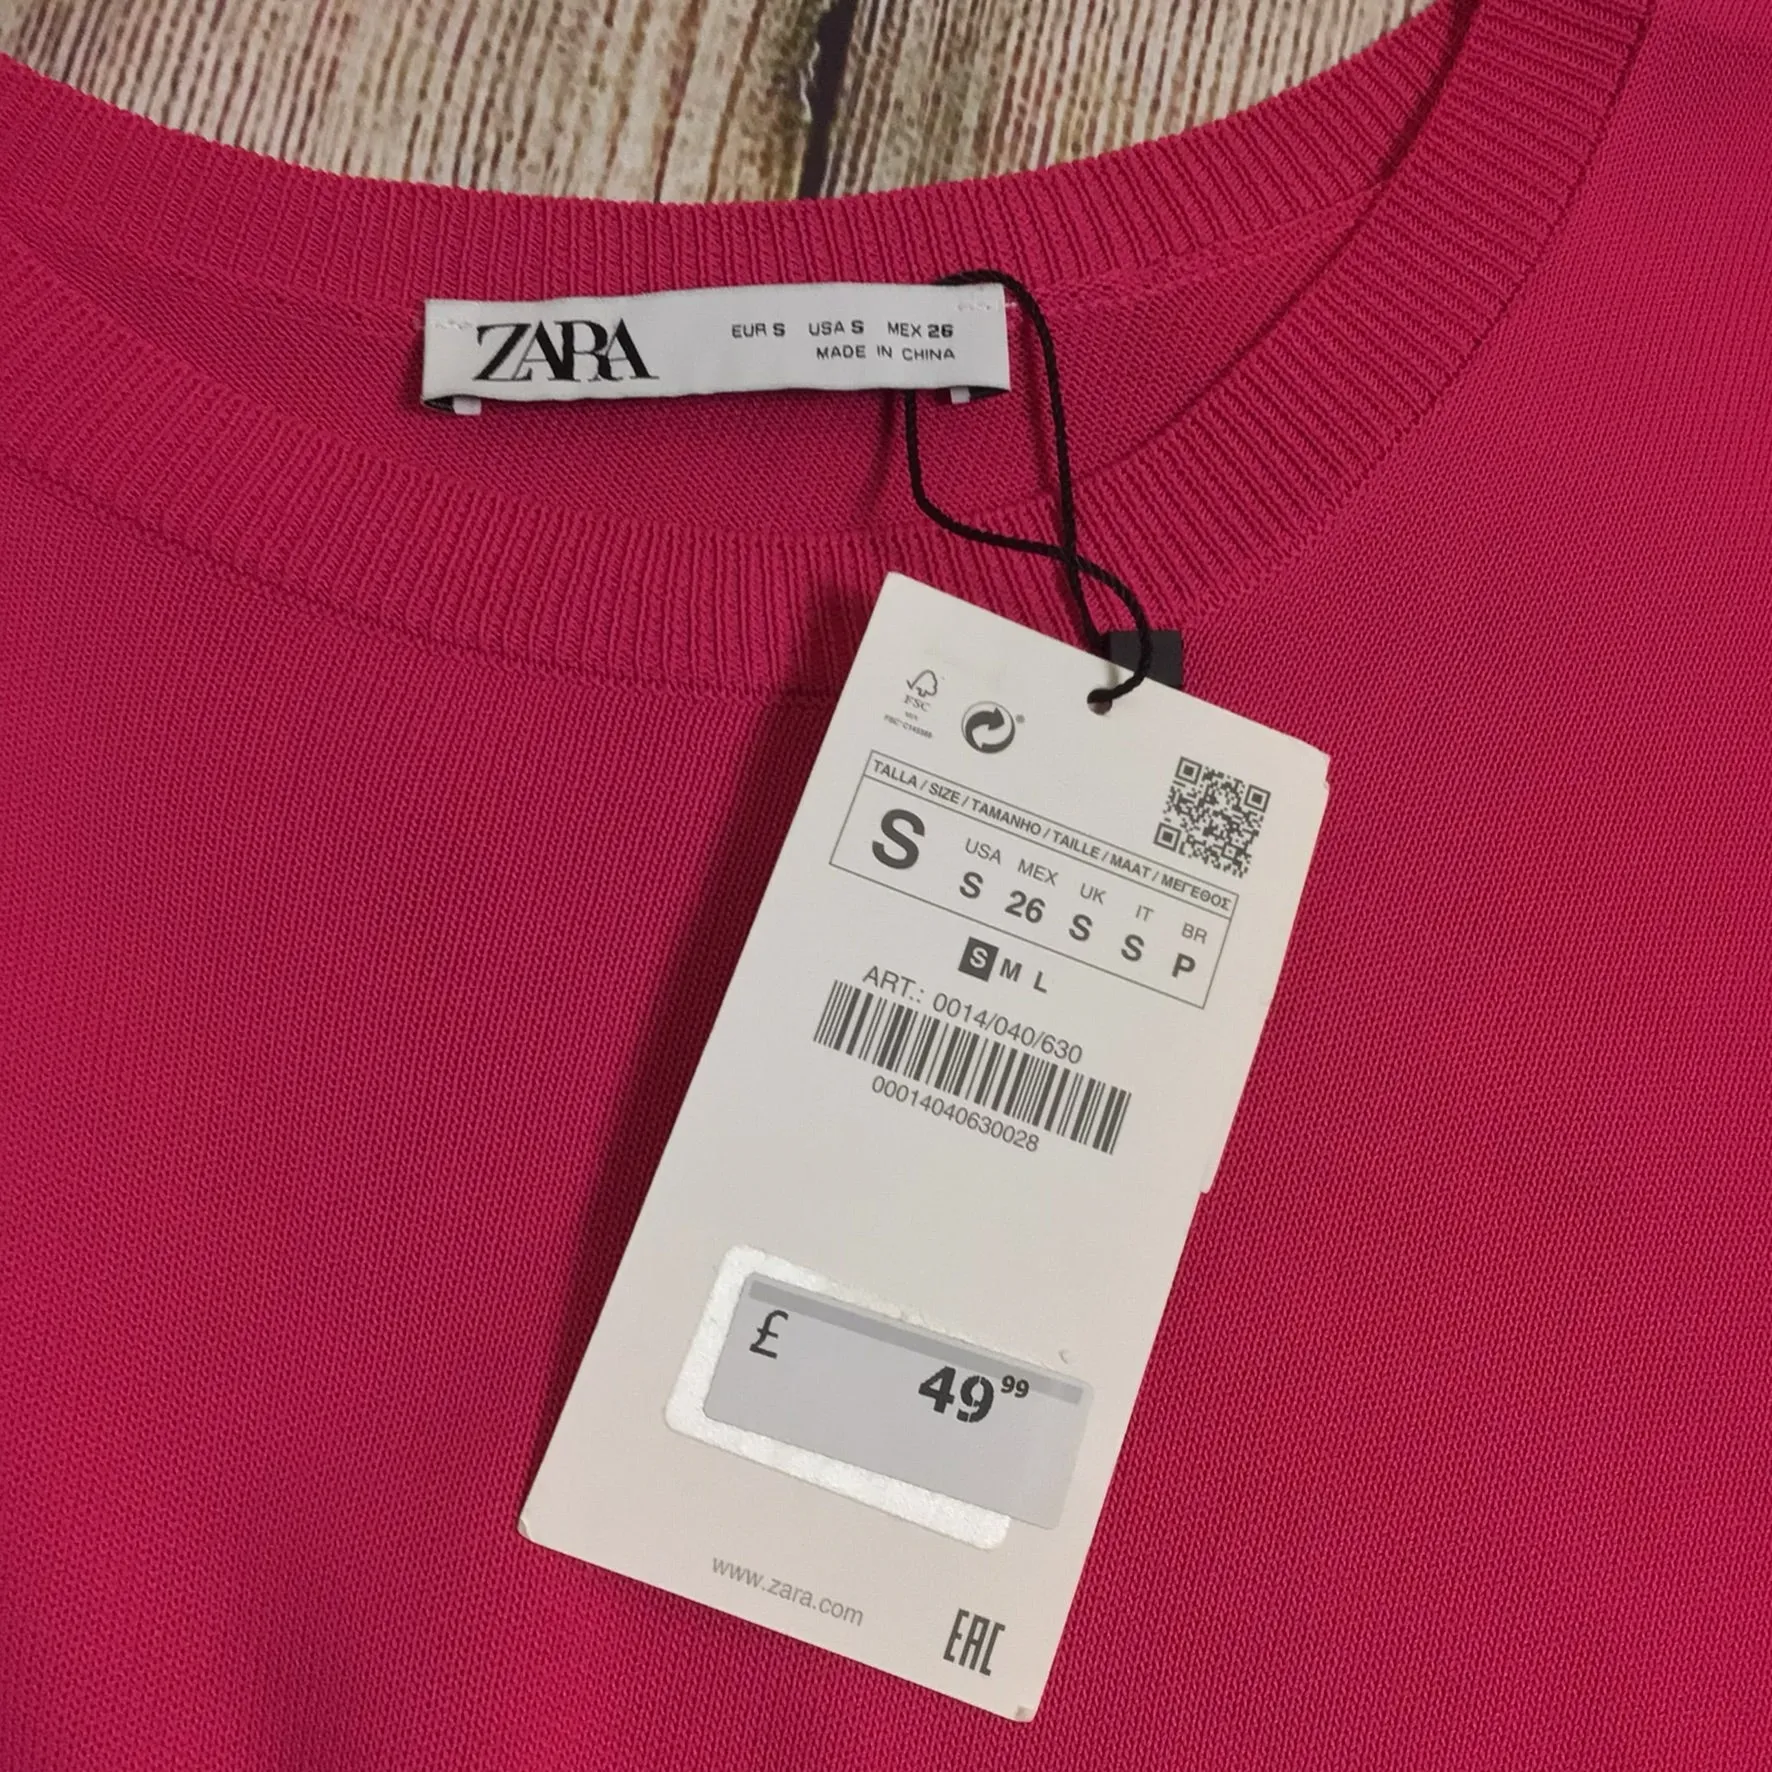 ZARA
EUR S USA S MEX 26
MADE IN CHINA
FSC
TALLA / SIZE / TAMANHO / TAILLE / MAAT / ΜΕΓΕΘΟΣ
S
USA MEX UK IT BR
S 26 S S P
S M L
ART.: 0014/040/630
00014040630028
£ 49 99
www.zara.com
EAC